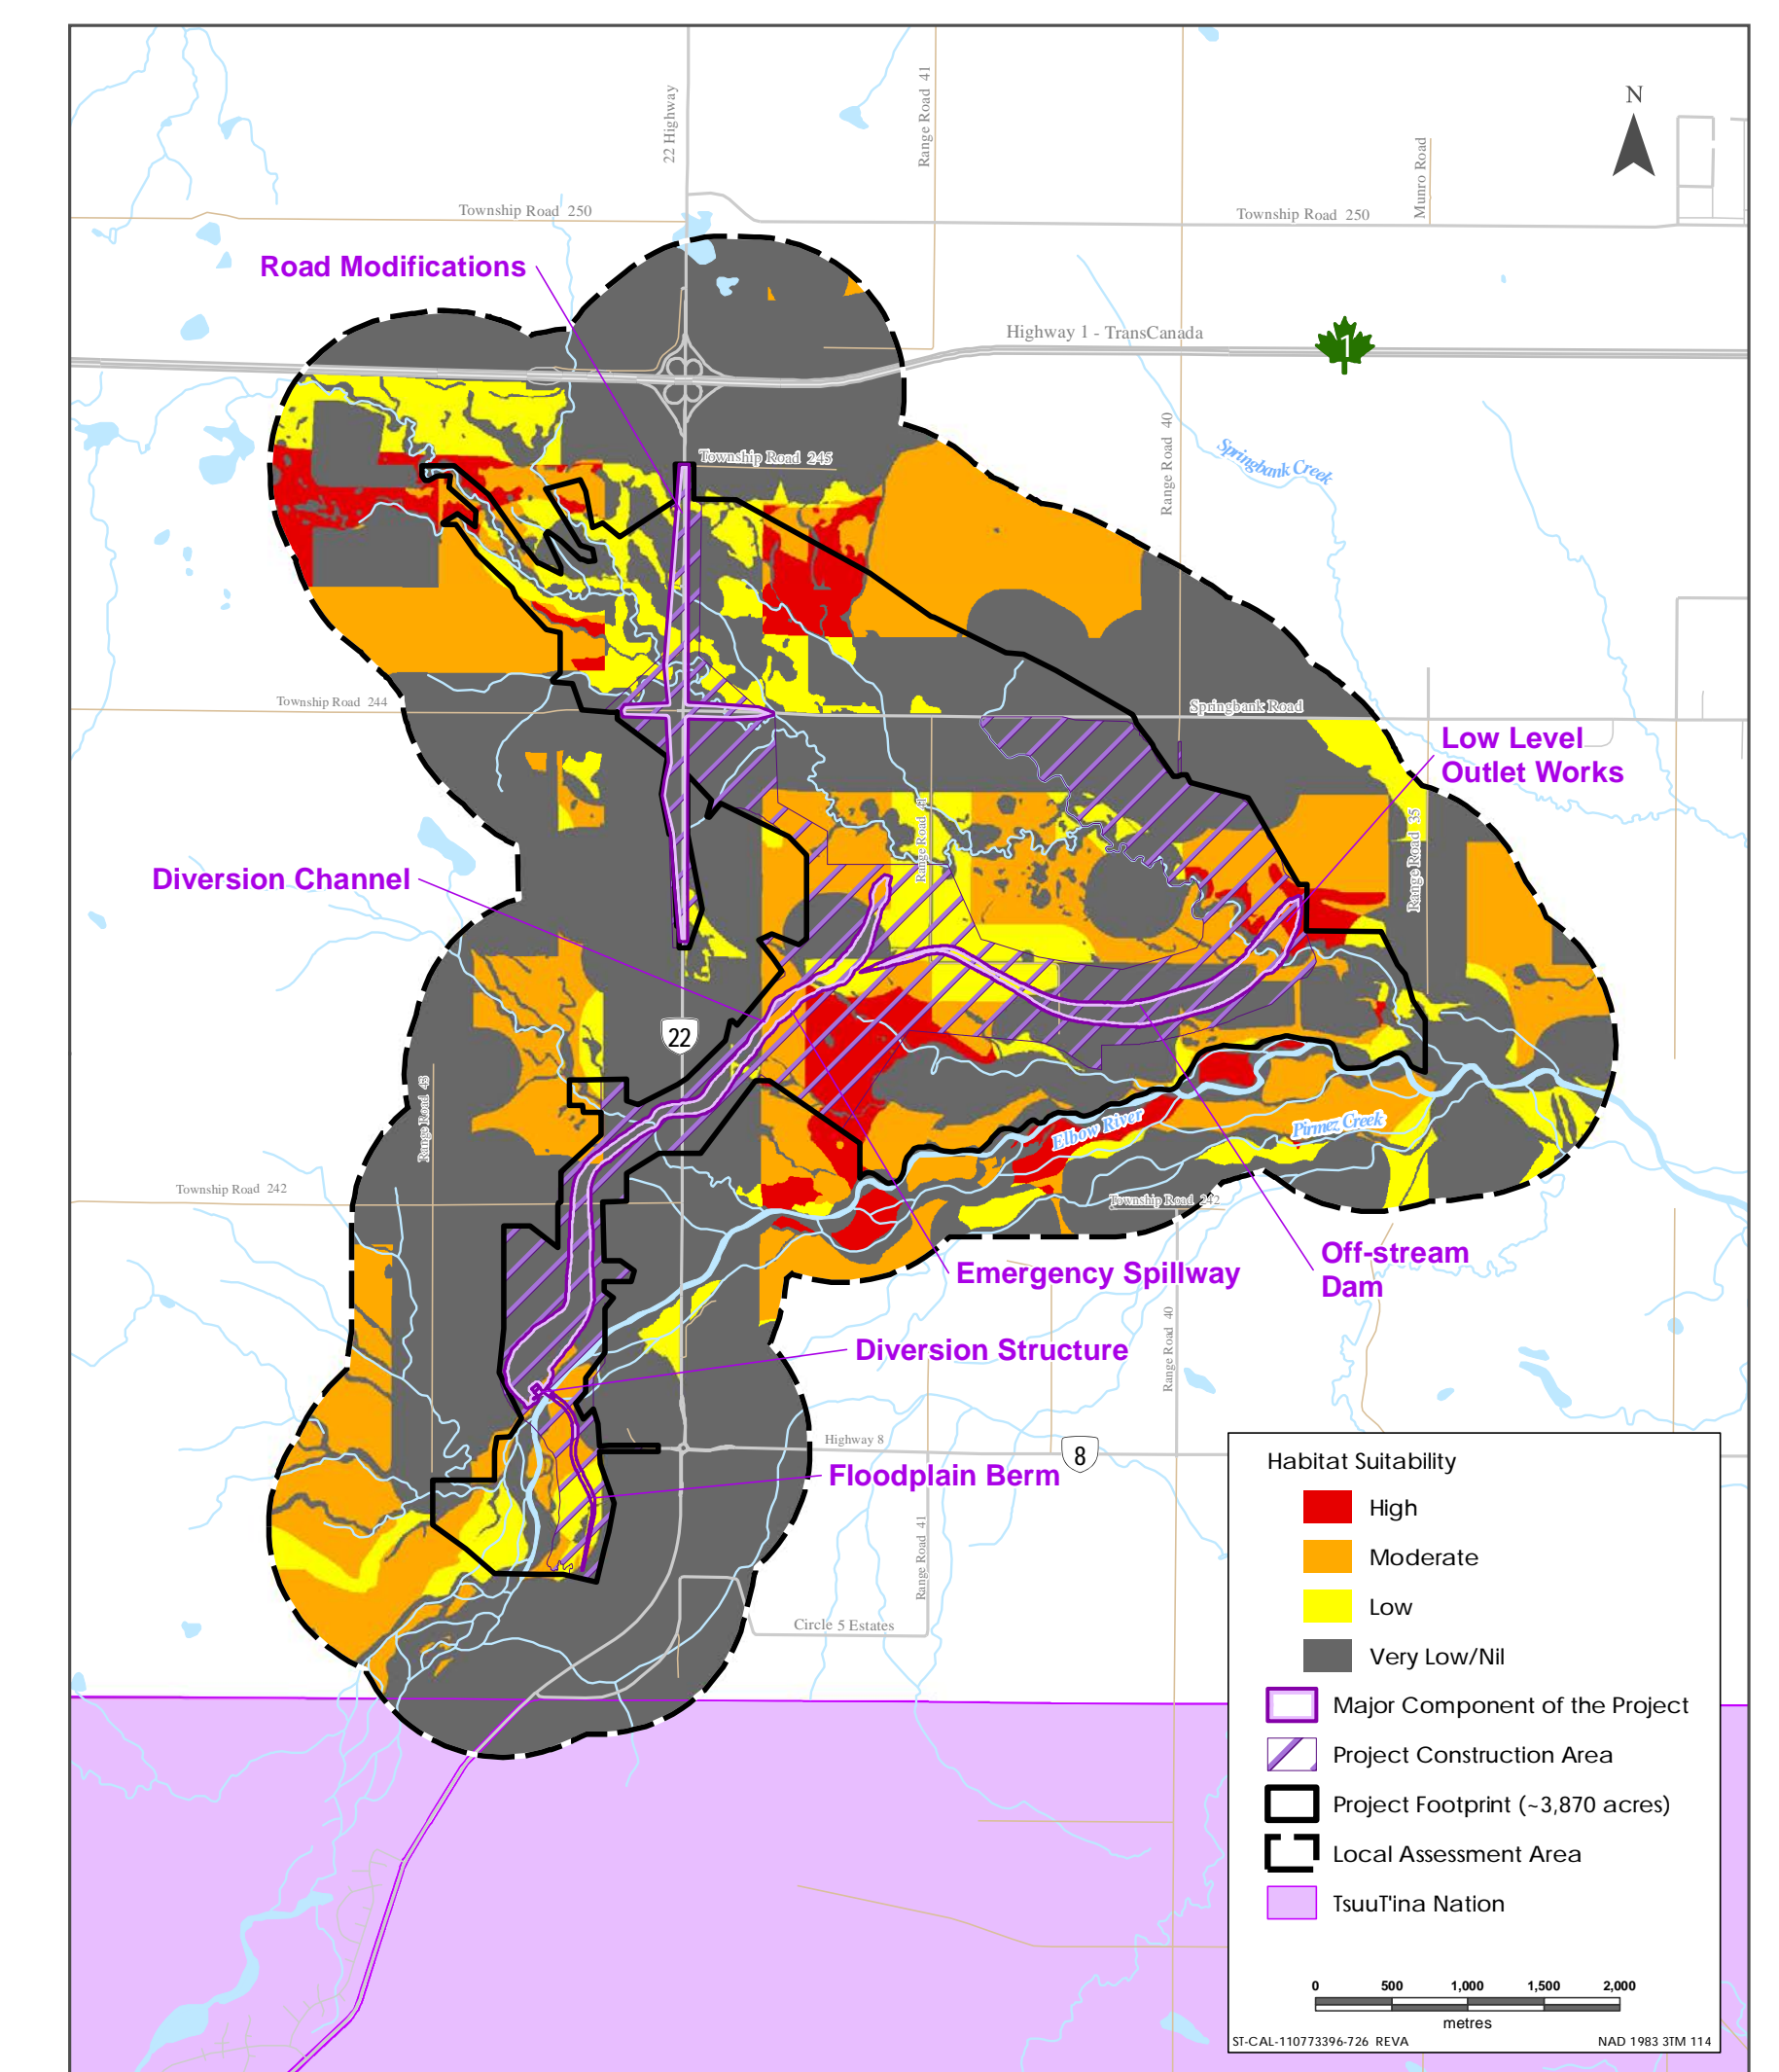 22 Highway
Range Road 41
Munro Road
N
Township Road 250
Township Road 250
Road Modifications
Highway 1 - TransCanada
1
Range Road 40
Springbank Creek
Township Road 245
Township Road 244
Springbank Road
Low Level
Outlet Works
Range Road 41
Range Road 35
Diversion Channel
22
Range Road 43
Elbow River
Pirmez Creek
Township Road 242
Township Road 242
Off-stream
Dam
Emergency Spillway
Range Road 40
Diversion Structure
Highway 8
8
Floodplain Berm
Range Road 41
Circle 5 Estates
Habitat Suitability
High
Moderate
Low
Very Low/Nil
Major Component of the Project
Project Construction Area
Project Footprint (~3,870 acres)
Local Assessment Area
TsuuT'ina Nation
0 500 1,000 1,500 2,000
metres
ST-CAL-110773396-726 REVA
NAD 1983 3TM 114